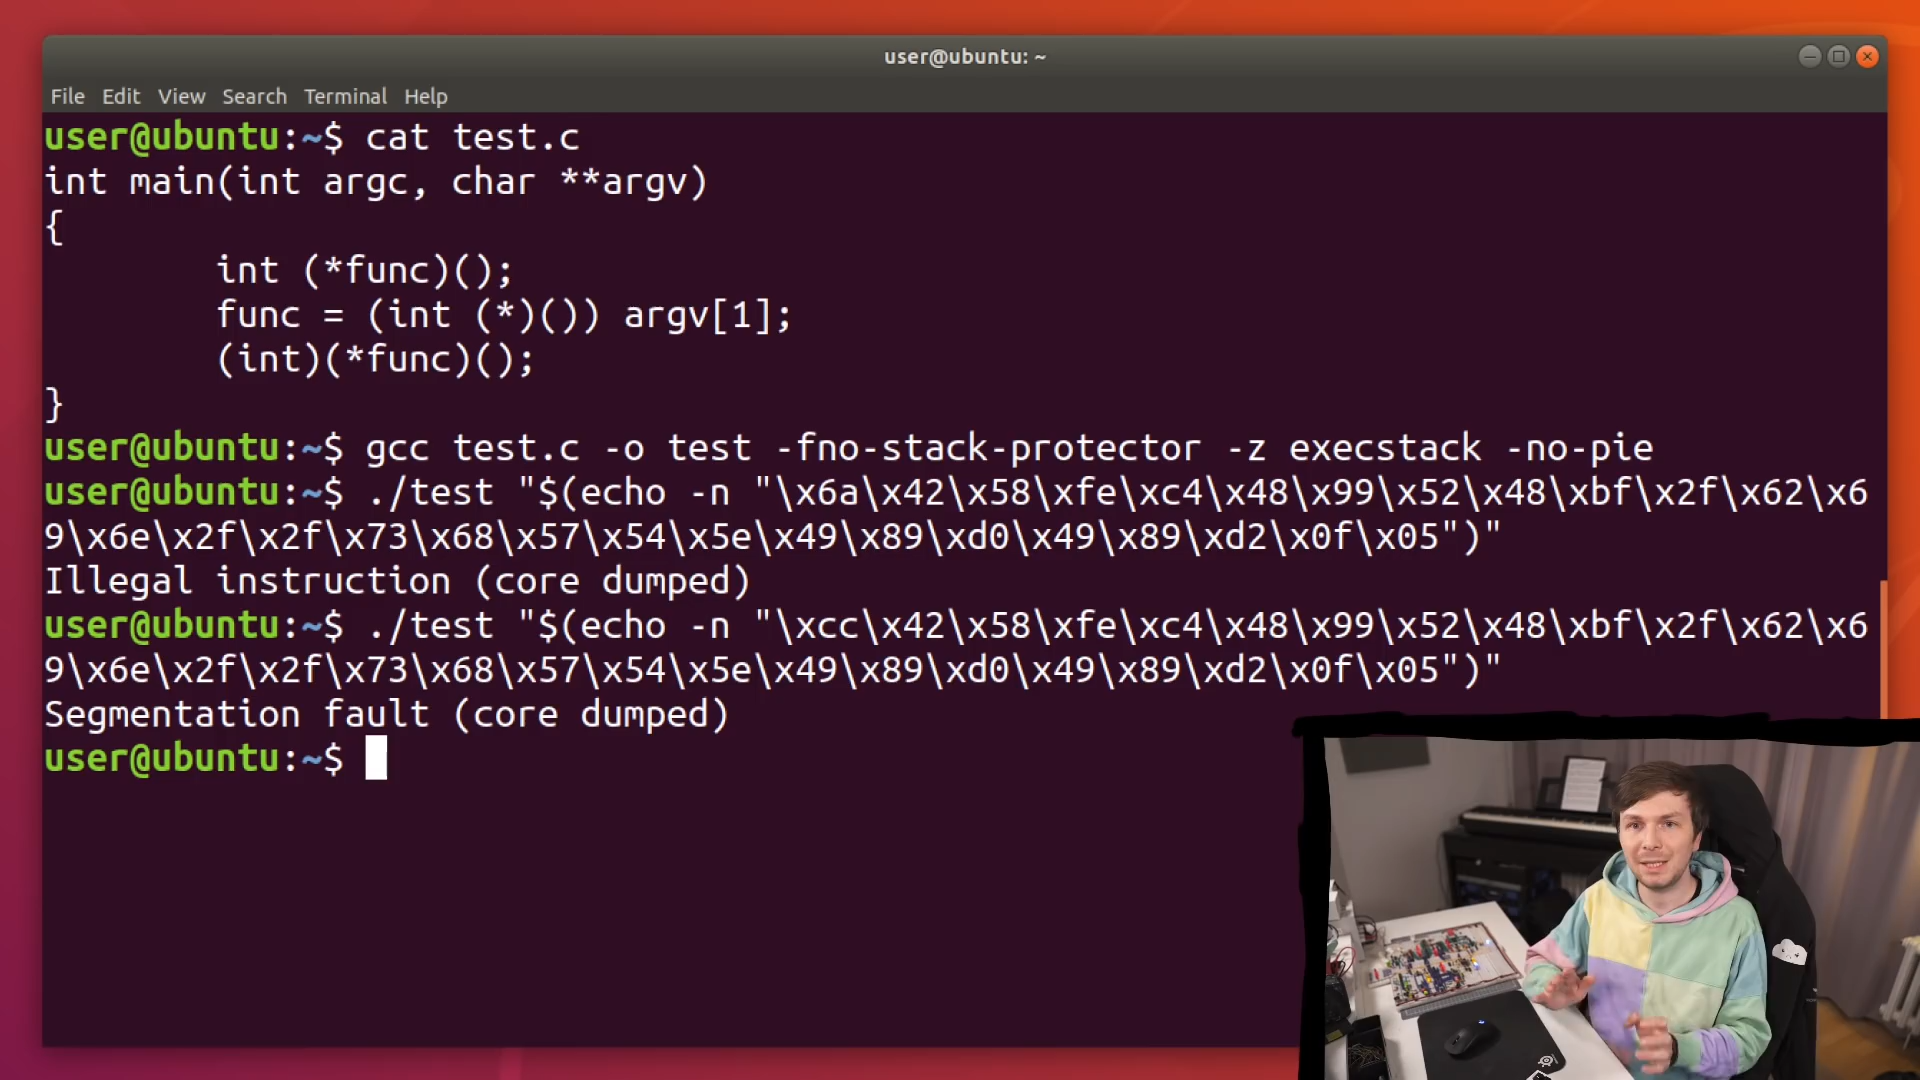 user@ubuntu: ~
File Edit View Search Terminal Help
user@ubuntu:~$ cat test.c
int main(int argc, char **argv)
{
        int (*func)();
        func = (int (*)()) argv[1];
        (int)(*func)();
}
user@ubuntu:~$ gcc test.c -o test -fno-stack-protector -z execstack -no-pie
user@ubuntu:~$ ./test "$(echo -n "\x6a\x42\x58\xfe\xc4\x48\x99\x52\x48\xbf\x2f\x62\x6
9\x6e\x2f\x2f\x73\x68\x57\x54\x5e\x49\x89\xd0\x49\x89\xd2\x0f\x05")"
Illegal instruction (core dumped)
user@ubuntu:~$ ./test "$(echo -n "\xcc\x42\x58\xfe\xc4\x48\x99\x52\x48\xbf\x2f\x62\x6
9\x6e\x2f\x2f\x73\x68\x57\x54\x5e\x49\x89\xd0\x49\x89\xd2\x0f\x05")"
Segmentation fault (core dumped)
user@ubuntu:~$